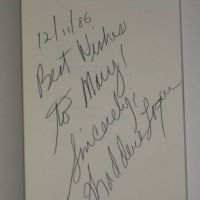 12/11/86
Best Wishes
To Mary!
Sincerely,